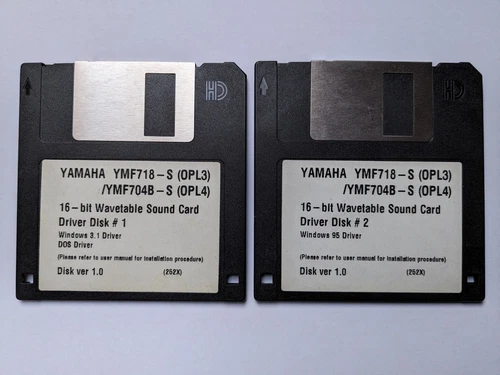 HD
YAMAHA YMF718-S (OPL3)
/YMF704B-S (OPL4)
16-bit Wavetable Sound Card
Driver Disk # 1
Windows 3.1 Driver
DOS Driver
(Please refer to user manual for installation procedure)
Disk ver 1.0 (252X)
HD
YAMAHA YMF718-S (OPL3)
/YMF704B-S (OPL4)
16-bit Wavetable Sound Card
Driver Disk # 2
Windows 95 Driver
(Please refer to user manual for installation procedure)
Disk ver 1.0 (252X)